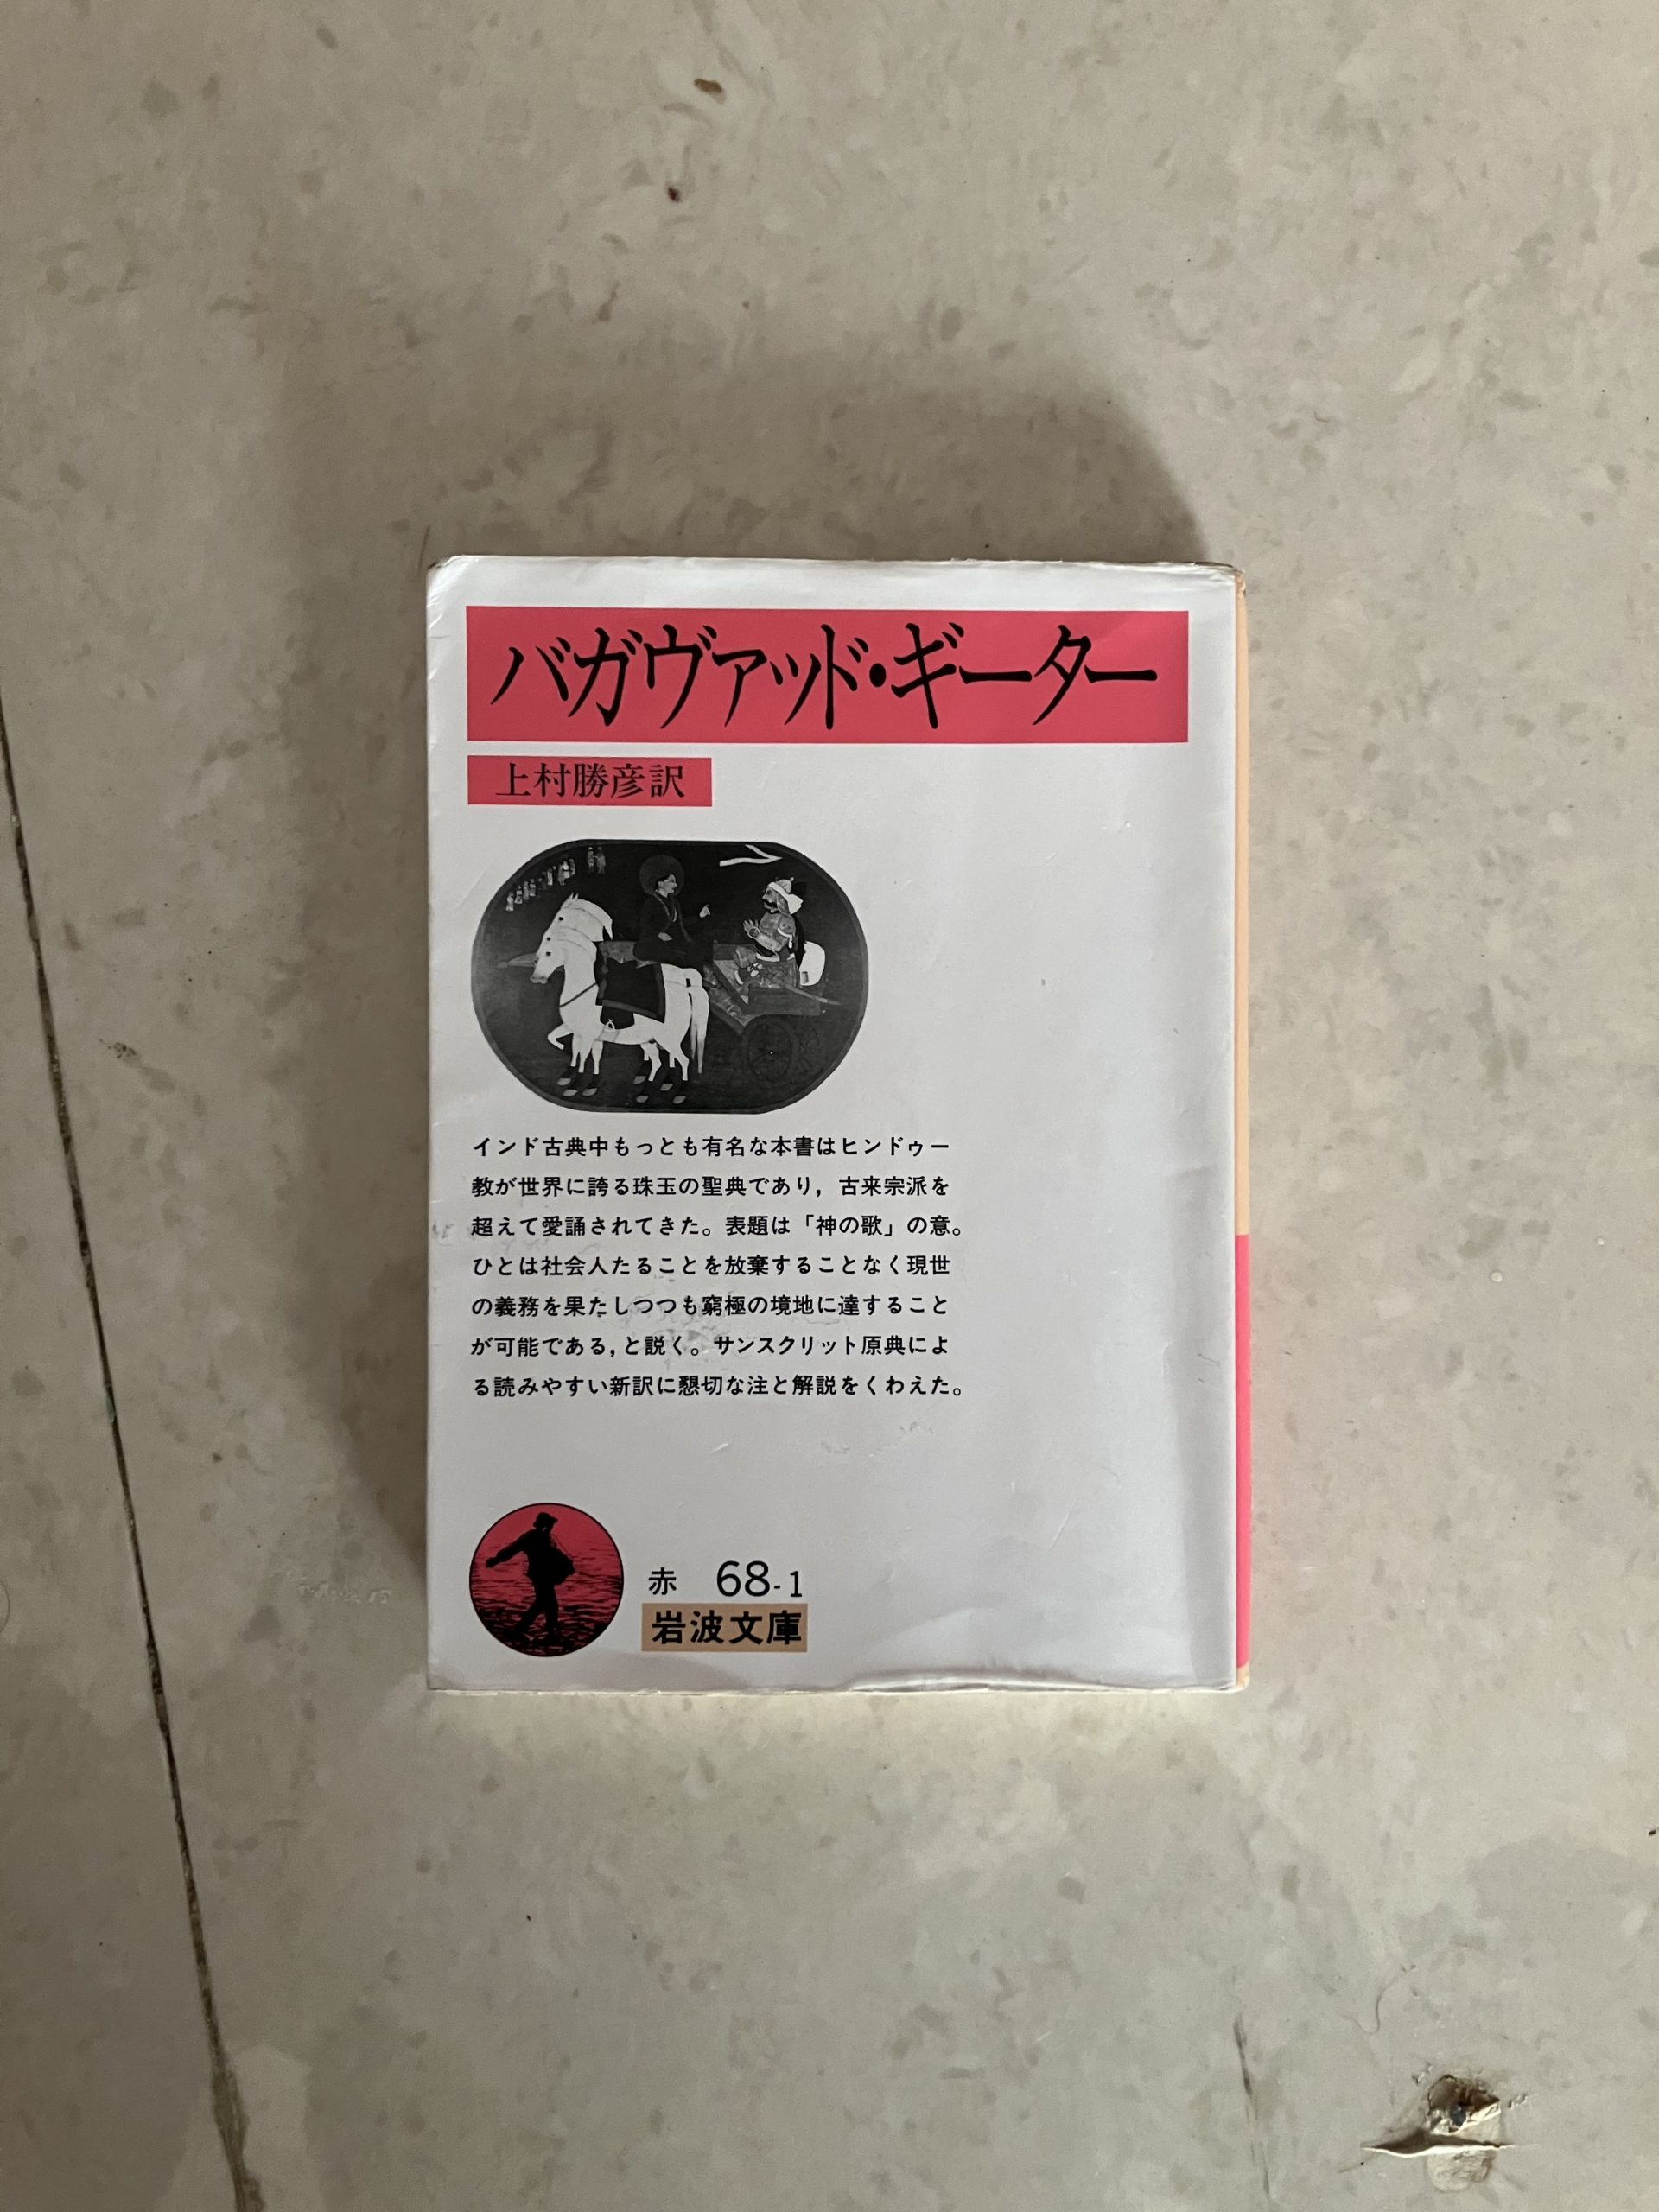 バガヴァッド・ギーター
上村勝彦訳
インド古典中もっとも有名な本書はヒンドゥー
教が世界に誇る珠玉の聖典であり，古来宗派を
超えて愛誦されてきた。表題は「神の歌」の意。
ひとは社会人たることを放棄することなく現世
の義務を果たしつつも窮極の境地に達すること
が可能である，と説く。サンスクリット原典によ
る読みやすい新訳に懇切な注と解説をくわえた。
赤 68-1
岩波文庫